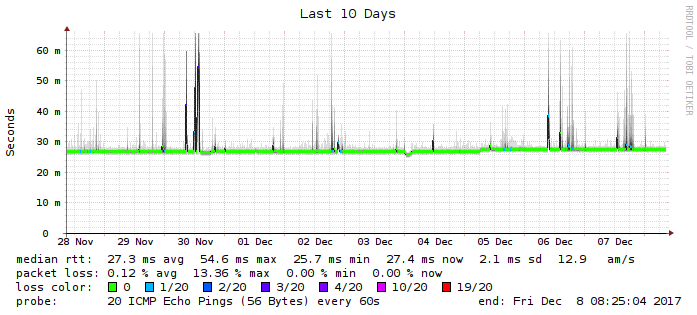 Last 10 Days
RRDTOOL / TOBI OETIKER
Seconds
60 m
50 m
40 m
30 m
20 m
10 m
0
28 Nov 29 Nov 30 Nov 01 Dec 02 Dec 03 Dec 04 Dec 05 Dec 06 Dec 07 Dec
median rtt: 27.3 ms avg 54.6 ms max 25.7 ms min 27.4 ms now 2.1 ms sd 12.9 am/s
packet loss: 0.12 % avg 13.36 % max 0.00 % min 0.00 % now
loss color: 0 1/20 2/20 3/20 4/20 10/20 19/20
probe: 20 ICMP Echo Pings (56 Bytes) every 60s end: Fri Dec 8 08:25:04 2017